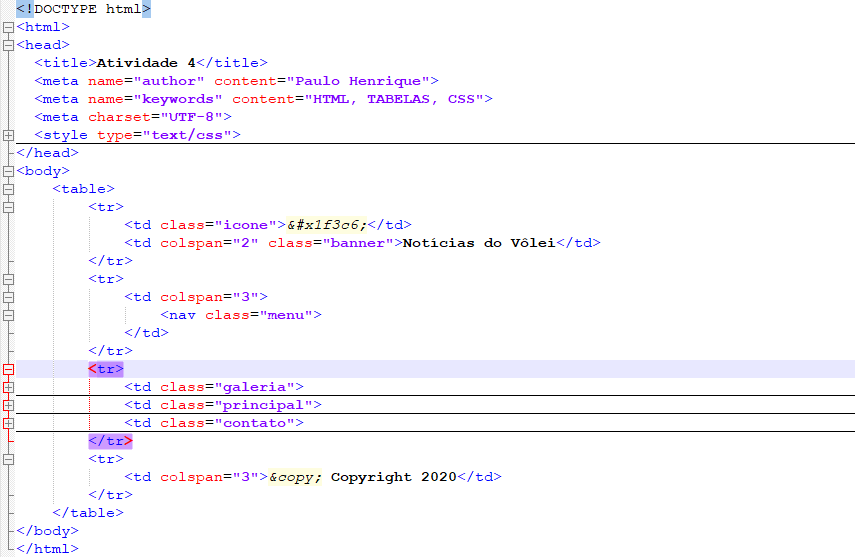 <!DOCTYPE html>
<html>
<head>
<title>Atividade 4</title>
<meta name="author" content="Paulo Henrique">
<meta name="keywords" content="HTML, TABELAS, CSS">
<meta charset="UTF-8">
<style type="text/css">
</head>
<body>
<table>
<tr>
<td class="icone">&#x1f3c6;</td>
<td colspan="2" class="banner">Notícias do Vôlei</td>
</tr>
<tr>
<td colspan="3">
<nav class="menu">
</td>
</tr>
<tr>
<td class="galeria">
<td class="principal">
<td class="contato">
</tr>
<tr>
<td colspan="3">&copy; Copyright 2020</td>
</tr>
</table>
</body>
</html>